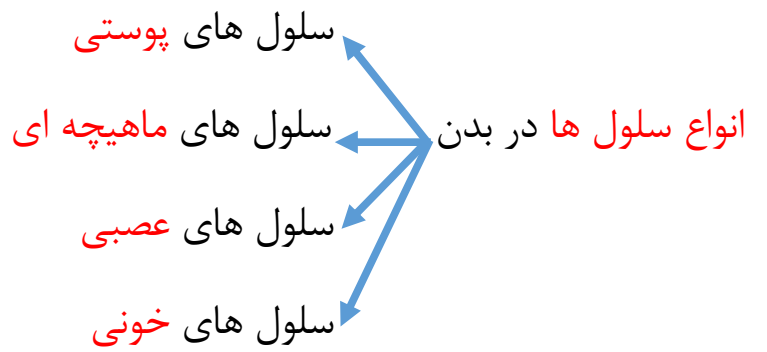 انواع سلول ها در بدن
سلول های پوستی
سلول های ماهیچه ای
سلول های عصبی
سلول های خونی